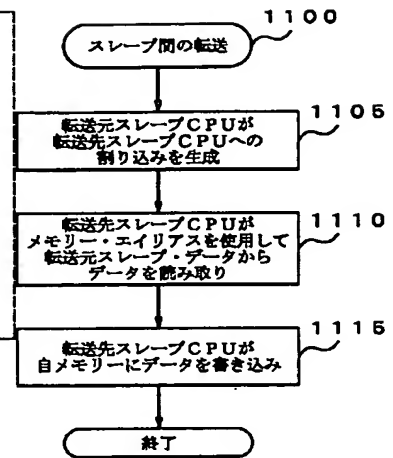 1100
スレーブ間の転送
1105
転送元スレーブCPUが
転送先スレーブCPUへの
割り込みを生成
1110
転送先スレーブCPUが
メモリー・エイリアスを使用して
転送元スレーブ・データから
データを読み取り
1115
転送先スレーブCPUが
自メモリーにデータを書き込み
終了